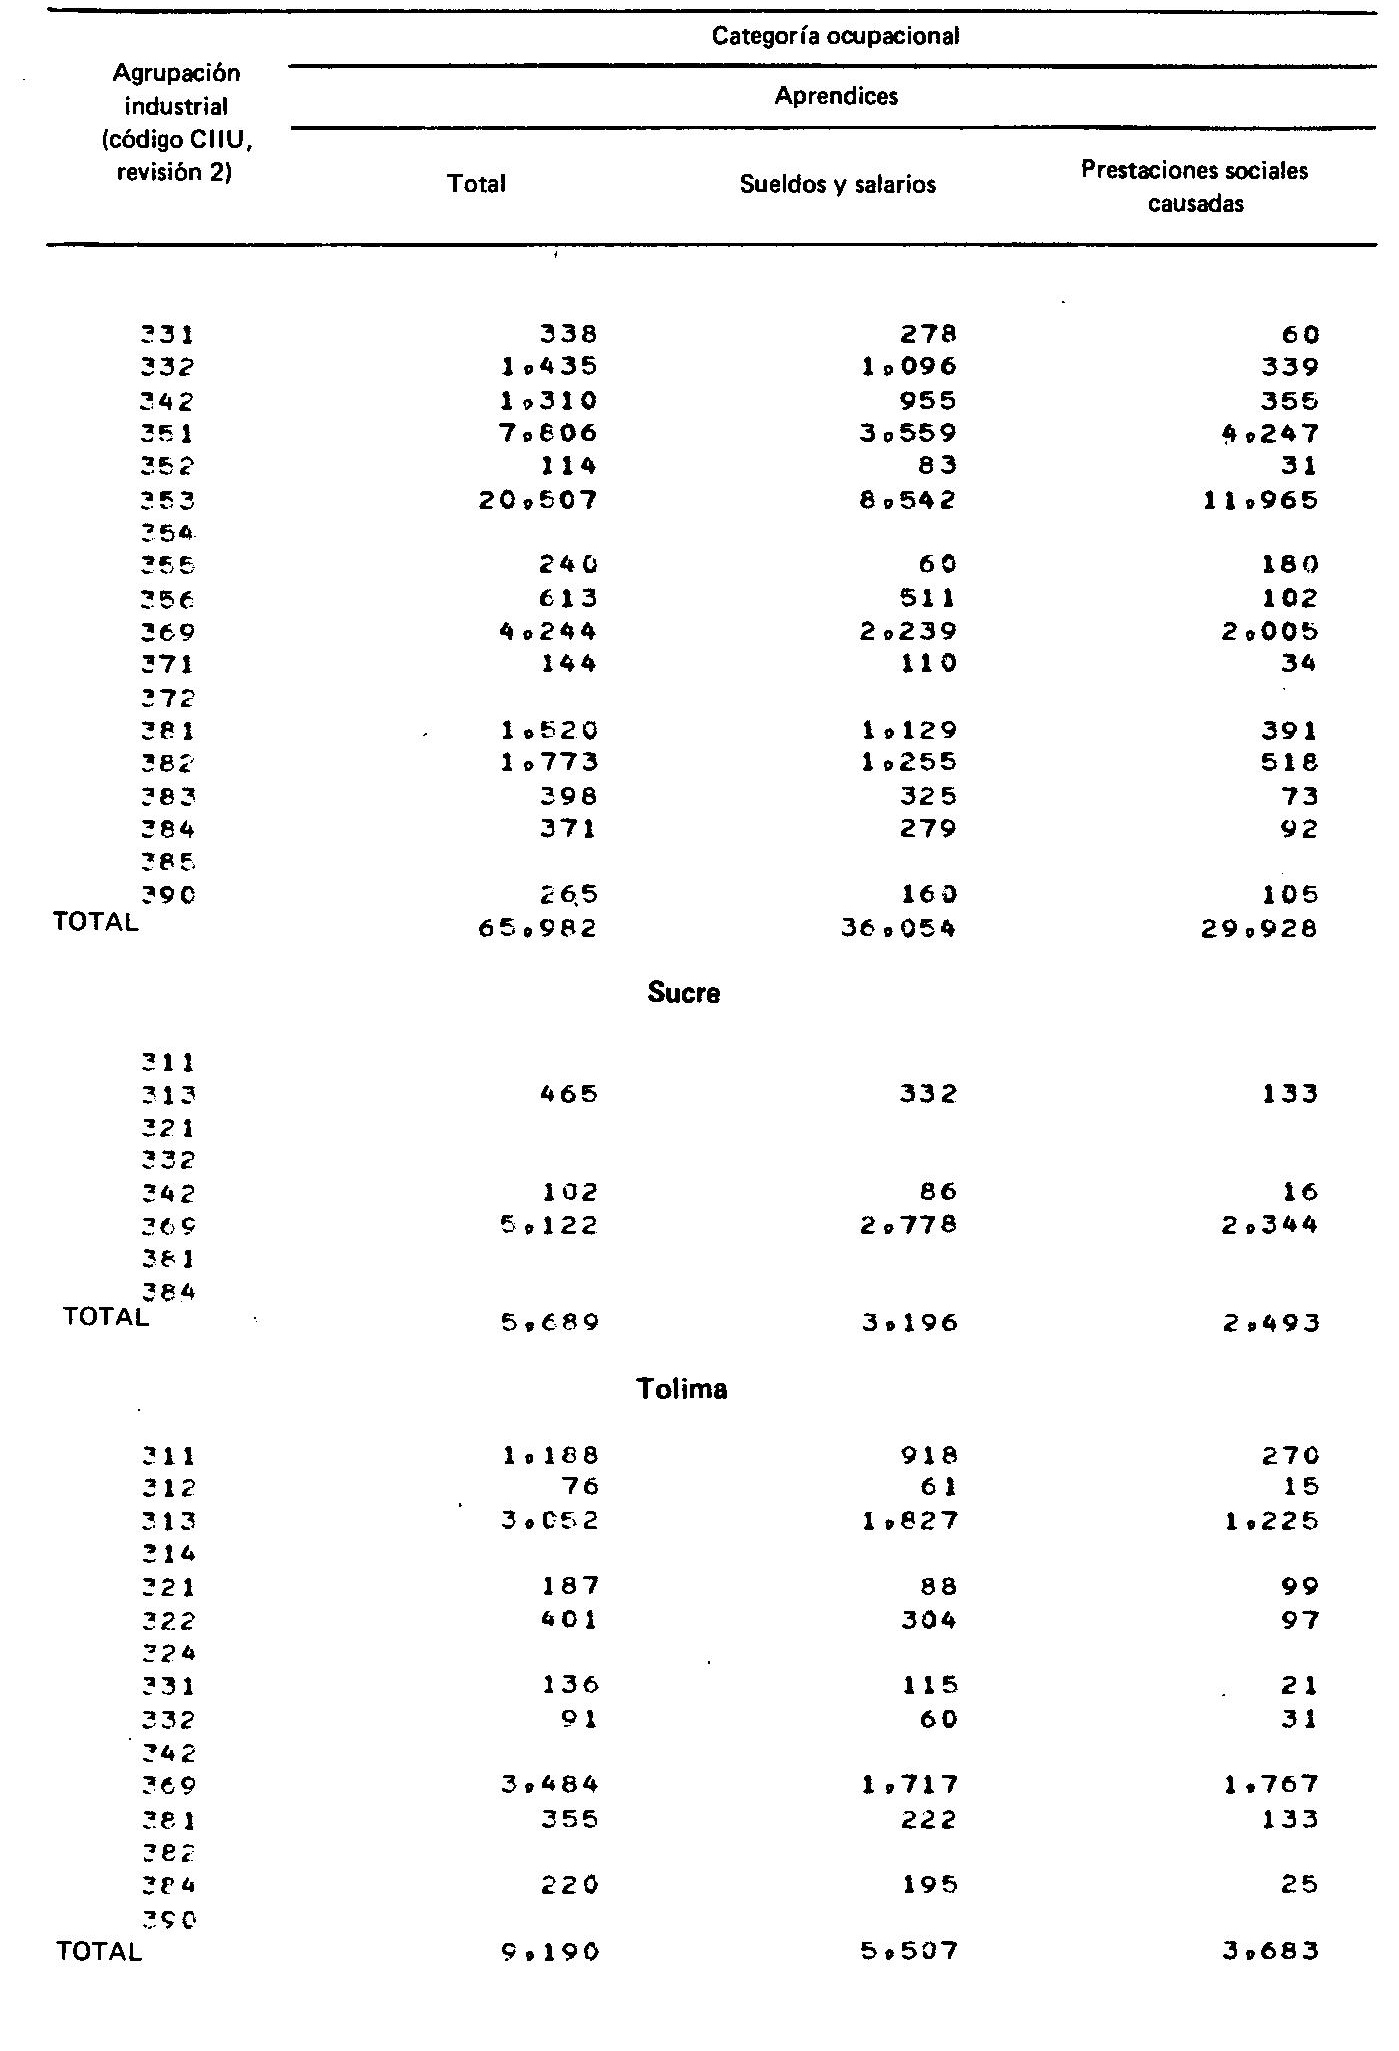 Categoría ocupacional
Agrupación
industrial
(código CIIU,
revisión 2)
Aprendices
Total Sueldos y salarios Prestaciones sociales
causadas
331 338 278 60
332 1,435 1,096 339
342 1,310 955 355
351 7,806 3,559 4,247
352 114 83 31
353 20,507 8,542 11,965
354
355 240 60 180
356 613 511 102
369 4,244 2,239 2,005
371 144 110 34
372
381 1,520 1,129 391
382 1,773 1,255 518
383 398 325 73
384 371 279 92
385
390 265 160 105
TOTAL 65,982 36,054 29,928
Sucre
311
313 465 332 133
321
332
342 102 86 16
369 5,122 2,778 2,344
381
384
TOTAL 5,689 3,196 2,493
Tolima
311 1,188 918 270
312 76 61 15
313 3,052 1,827 1,225
314
321 187 88 99
322 401 304 97
324
331 136 115 21
332 91 60 31
342
369 3,484 1,717 1,767
381 355 222 133
382
384 220 195 25
390
TOTAL 9,190 5,507 3,683